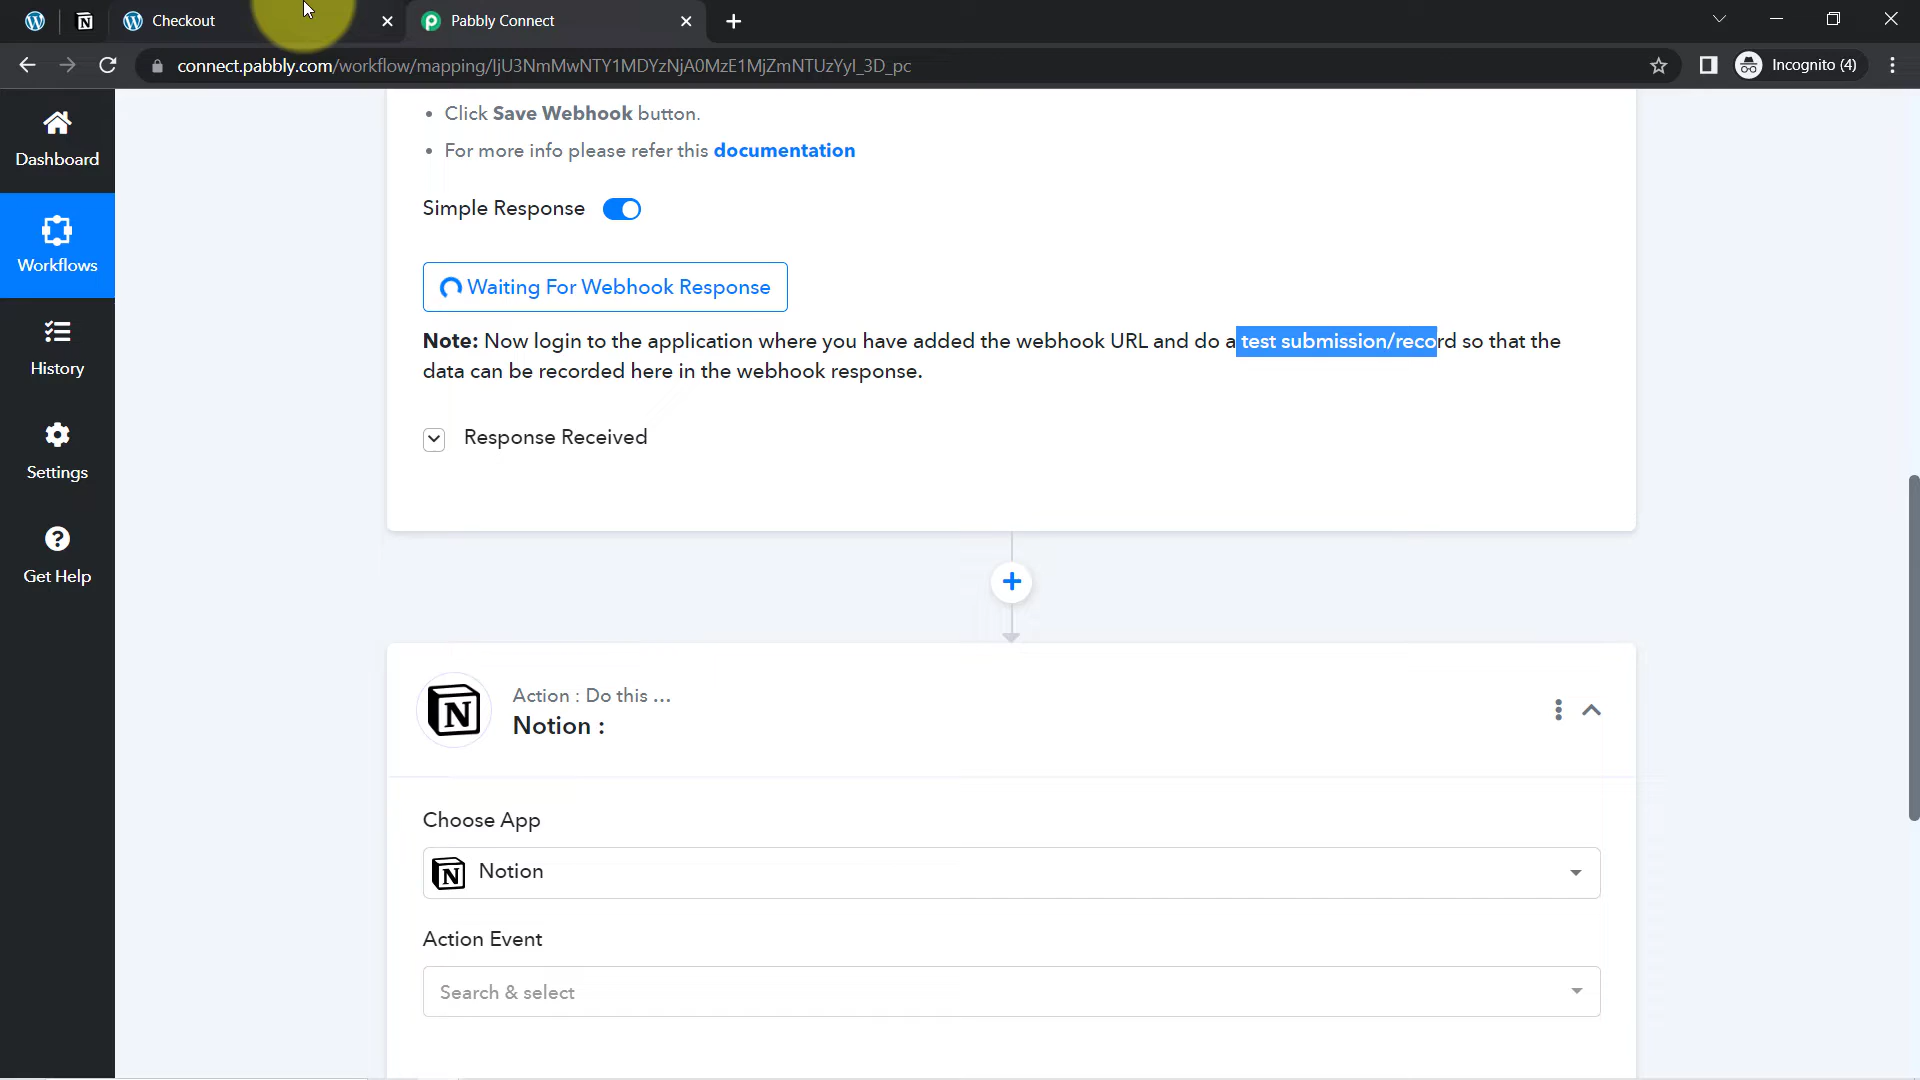 Checkout
Pabbly Connect
connect.pabbly.com/workflow/mapping/IjU3NmMwNTY1MDYzNjA0MzE1MjZmNTUzYyI_3D_pc
Incognito (4)
Dashboard
Workflows
History
Settings
Get Help
• Click Save Webhook button.
• For more info please refer this documentation
Simple Response
Waiting For Webhook Response
Note: Now login to the application where you have added the webhook URL and do a test submission/record so that the
data can be recorded here in the webhook response.
Response Received
Action : Do this ...
Notion :
Choose App
Notion
Action Event
Search & select